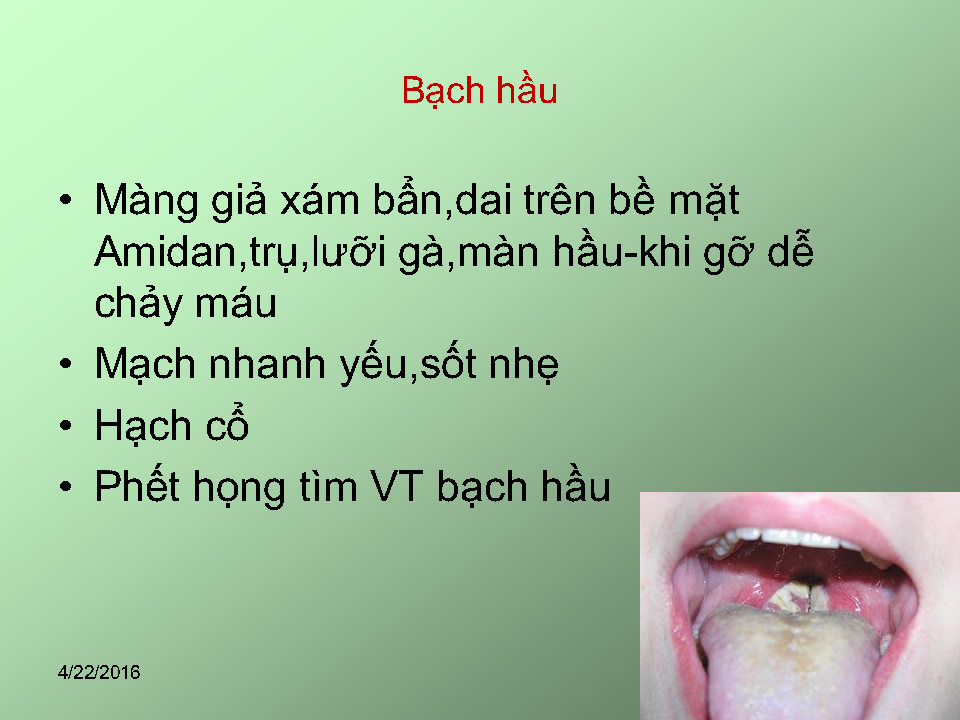 Bạch hầu
• Màng giả xám bẩn,dai trên bề mặt
Amidan,trụ,lưỡi gà,màn hầu-khi gỡ dễ
chảy máu
• Mạch nhanh yếu,sốt nhẹ
• Hạch cổ
• Phết họng tìm VT bạch hầu
4/22/2016